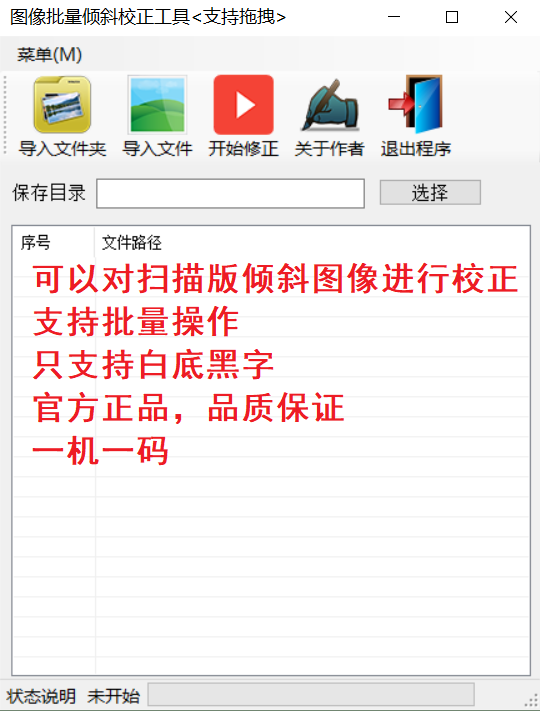 图像批量倾斜校正工具<支持拖拽>
菜单(M)
导入文件夹 导入文件 开始修正 关于作者 退出程序
保存目录 选择
序号 文件路径
可以对扫描版倾斜图像进行校正
支持批量操作
只支持白底黑字
官方正品，品质保证
一机一码
状态说明 未开始